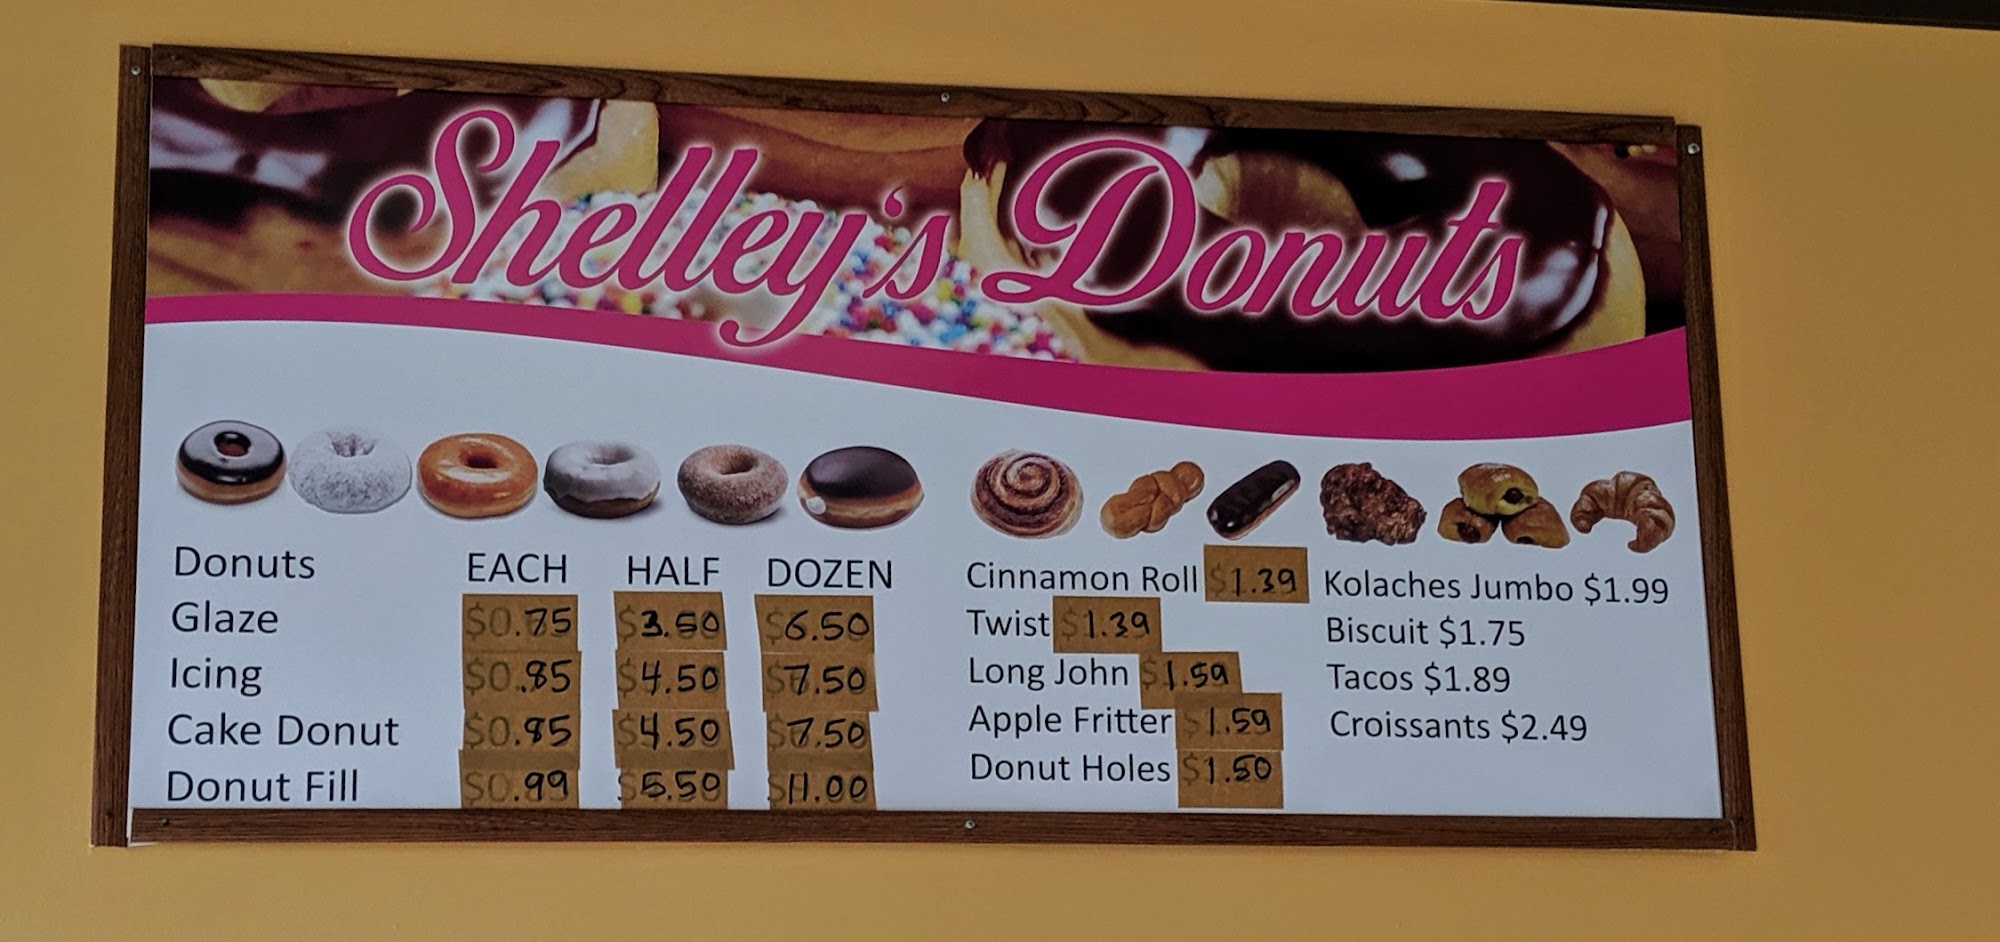 Shelley's Donuts
Donuts EACH HALF DOZEN
Glaze $0.75 $3.50 $6.50
Icing $0.85 $4.50 $7.50
Cake Donut $0.85 $4.50 $7.50
Donut Fill $0.99 $5.50 $11.00
Cinnamon Roll $1.39
Twist $1.39
Long John $1.59
Apple Fritter $1.59
Donut Holes $1.50
Kolaches Jumbo $1.99
Biscuit $1.75
Tacos $1.89
Croissants $2.49